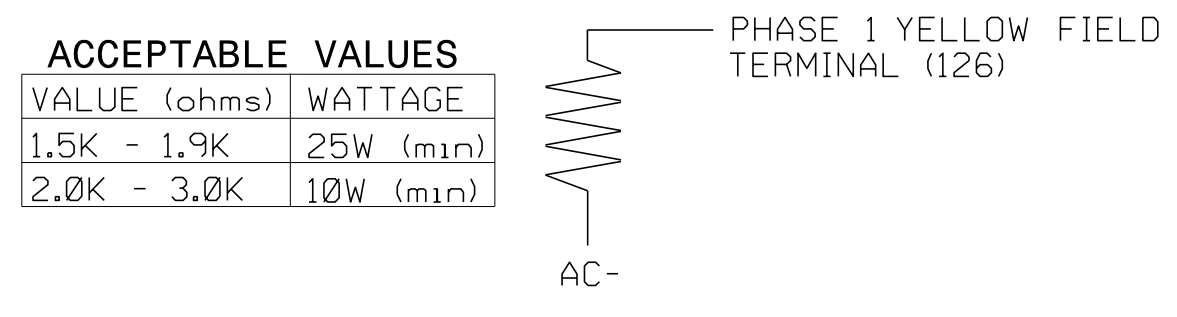 ACCEPTABLE VALUES
VALUE (ohms) WATTAGE
1.5K - 1.9K 25W (min)
2.0K - 3.0K 10W (min)
PHASE 1 YELLOW FIELD
TERMINAL (126)
AC-